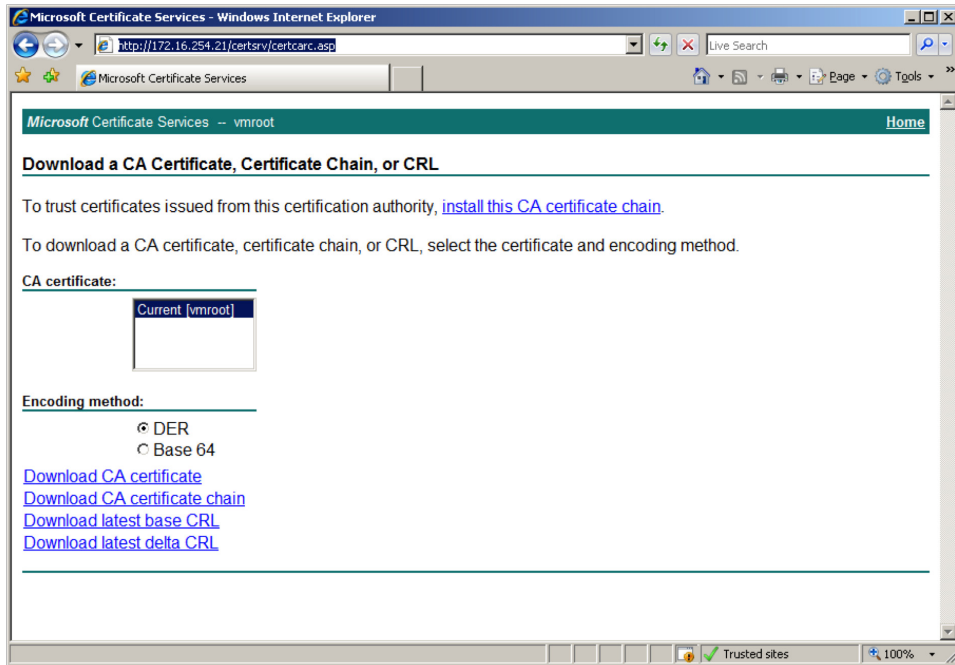 Microsoft Certificate Services - Windows Internet Explorer
http://172.16.254.21/certsrv/certcarc.asp
Live Search
Microsoft Certificate Services
Page
Tools
»
Microsoft Certificate Services -- vmroot
Home
Download a CA Certificate, Certificate Chain, or CRL
To trust certificates issued from this certification authority, install this CA certificate chain.
To download a CA certificate, certificate chain, or CRL, select the certificate and encoding method.
CA certificate:
Current [vmroot]
Encoding method:
DER
Base 64
Download CA certificate
Download CA certificate chain
Download latest base CRL
Download latest delta CRL
Trusted sites
100%